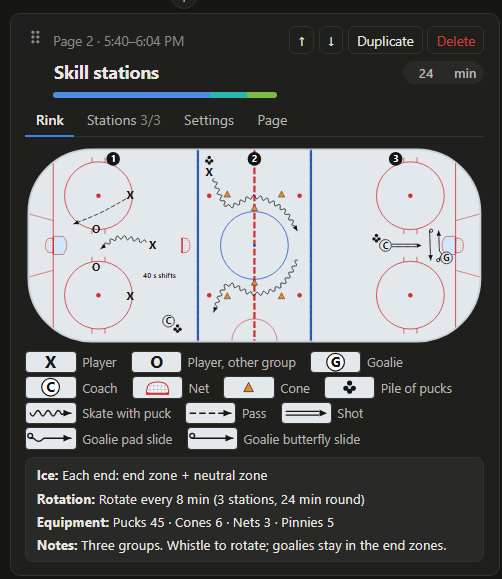 Page 2 · 5:40–6:04 PM
↑ ↓ Duplicate Delete
Skill stations
24 min
Rink Stations 3/3 Settings Page
1 2 3
X
X
O
X
C G
O
40 s shifts
X
C
X Player O Player, other group G Goalie
C Coach Net Cone Pile of pucks
Skate with puck Pass Shot
Goalie pad slide Goalie butterfly slide
Ice: Each end: end zone + neutral zone
Rotation: Rotate every 8 min (3 stations, 24 min round)
Equipment: Pucks 45 · Cones 6 · Nets 3 · Pinnies 5
Notes: Three groups. Whistle to rotate; goalies stay in the end zones.